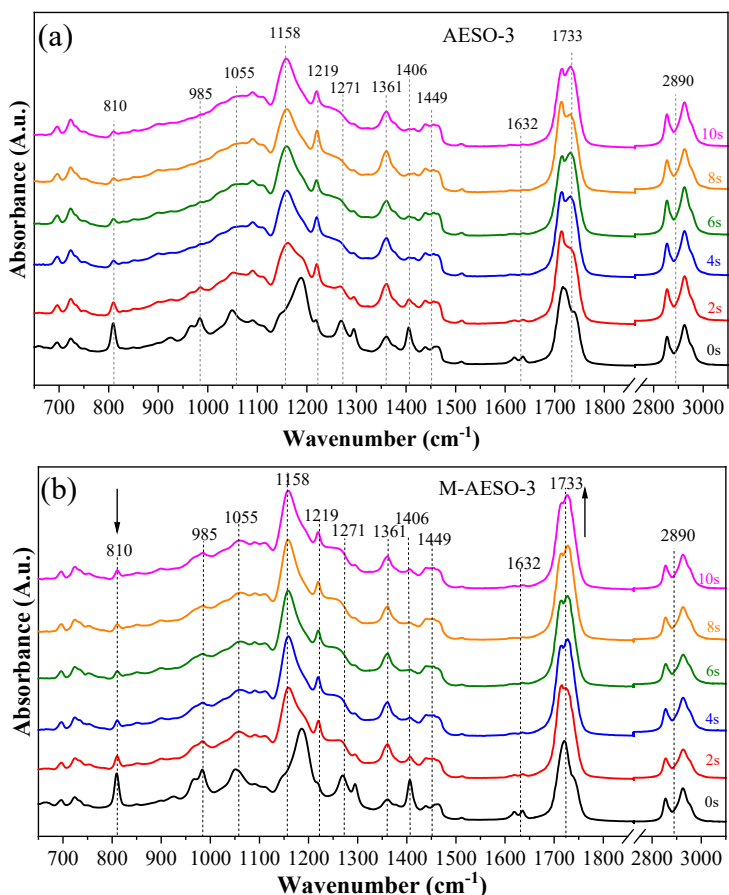 (a)
AESO-3
810
985
1055
1158
1219
1271
1361
1406
1449
1632
1733
2890
10s
8s
6s
4s
2s
0s
Absorbance (A.u.)
700 800 900 1000 1100 1200 1300 1400 1500 1600 1700 1800 2800 2900 3000
Wavenumber (cm-1)
(b)
M-AESO-3
810
985
1055
1158
1219
1271
1361
1406
1449
1632
1733
2890
10s
8s
6s
4s
2s
0s
Absorbance (A.u.)
700 800 900 1000 1100 1200 1300 1400 1500 1600 1700 1800 2800 2900 3000
Wavenumber (cm-1)